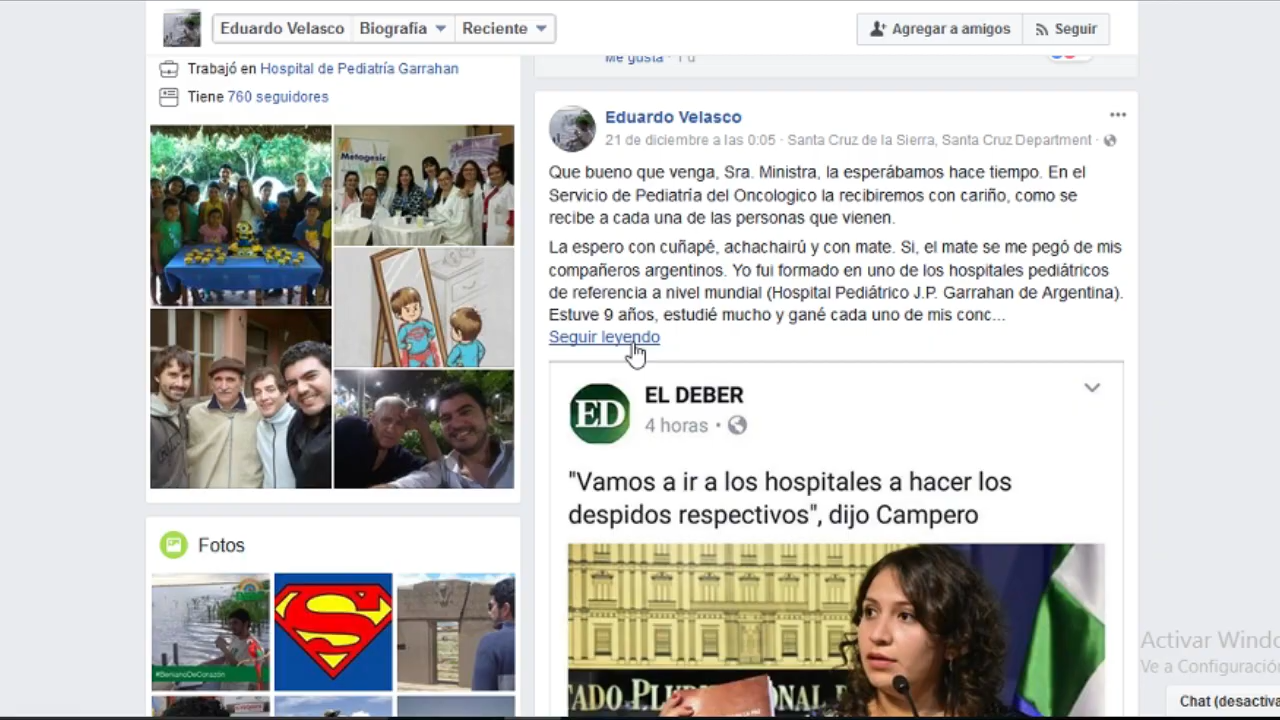 Eduardo Velasco Biografía Reciente
Agregar a amigos Seguir
Trabajó en Hospital de Pediatría Garrahan
Tiene 760 seguidores
Metagesic
Fotos
#BenianoDeCorazón
Me gusta · 1 d
Eduardo Velasco
21 de diciembre a las 0:05 · Santa Cruz de la Sierra, Santa Cruz Department ·
Que bueno que venga, Sra. Ministra, la esperábamos hace tiempo. En el
Servicio de Pediatría del Oncologico la recibiremos con cariño, como se
recibe a cada una de las personas que vienen.
La espero con cuñapé, achachairú y con mate. Si, el mate se me pegó de mis
compañeros argentinos. Yo fui formado en uno de los hospitales pediátricos
de referencia a nivel mundial (Hospital Pediátrico J.P. Garrahan de Argentina).
Estuve 9 años, estudié mucho y gané cada uno de mis conc...
Seguir leyendo
ED
EL DEBER
4 horas ·
"Vamos a ir a los hospitales a hacer los
despidos respectivos", dijo Campero
Activar Windo
Ve a Configuración
Chat (desactiva